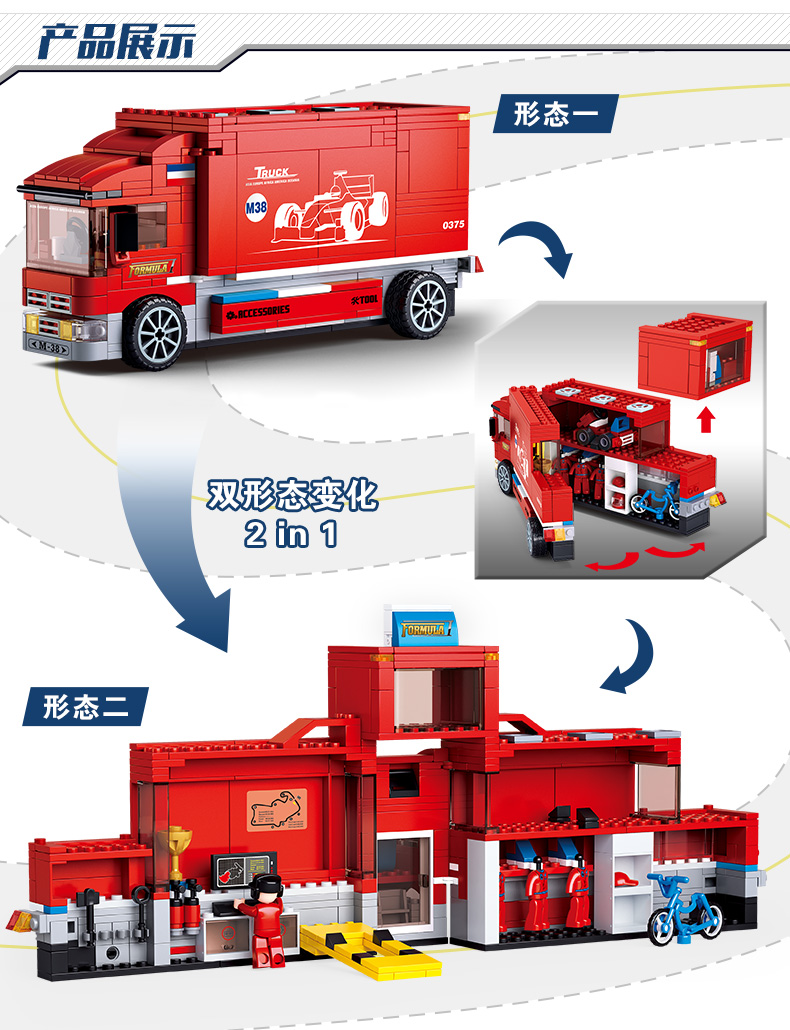 产品展示
形态一
TRUCK
M38
0375
FORMULA 1
ACCESSORIES
TOOL
M-38
双形态变化
2 in 1
FORMULA 1
形态二